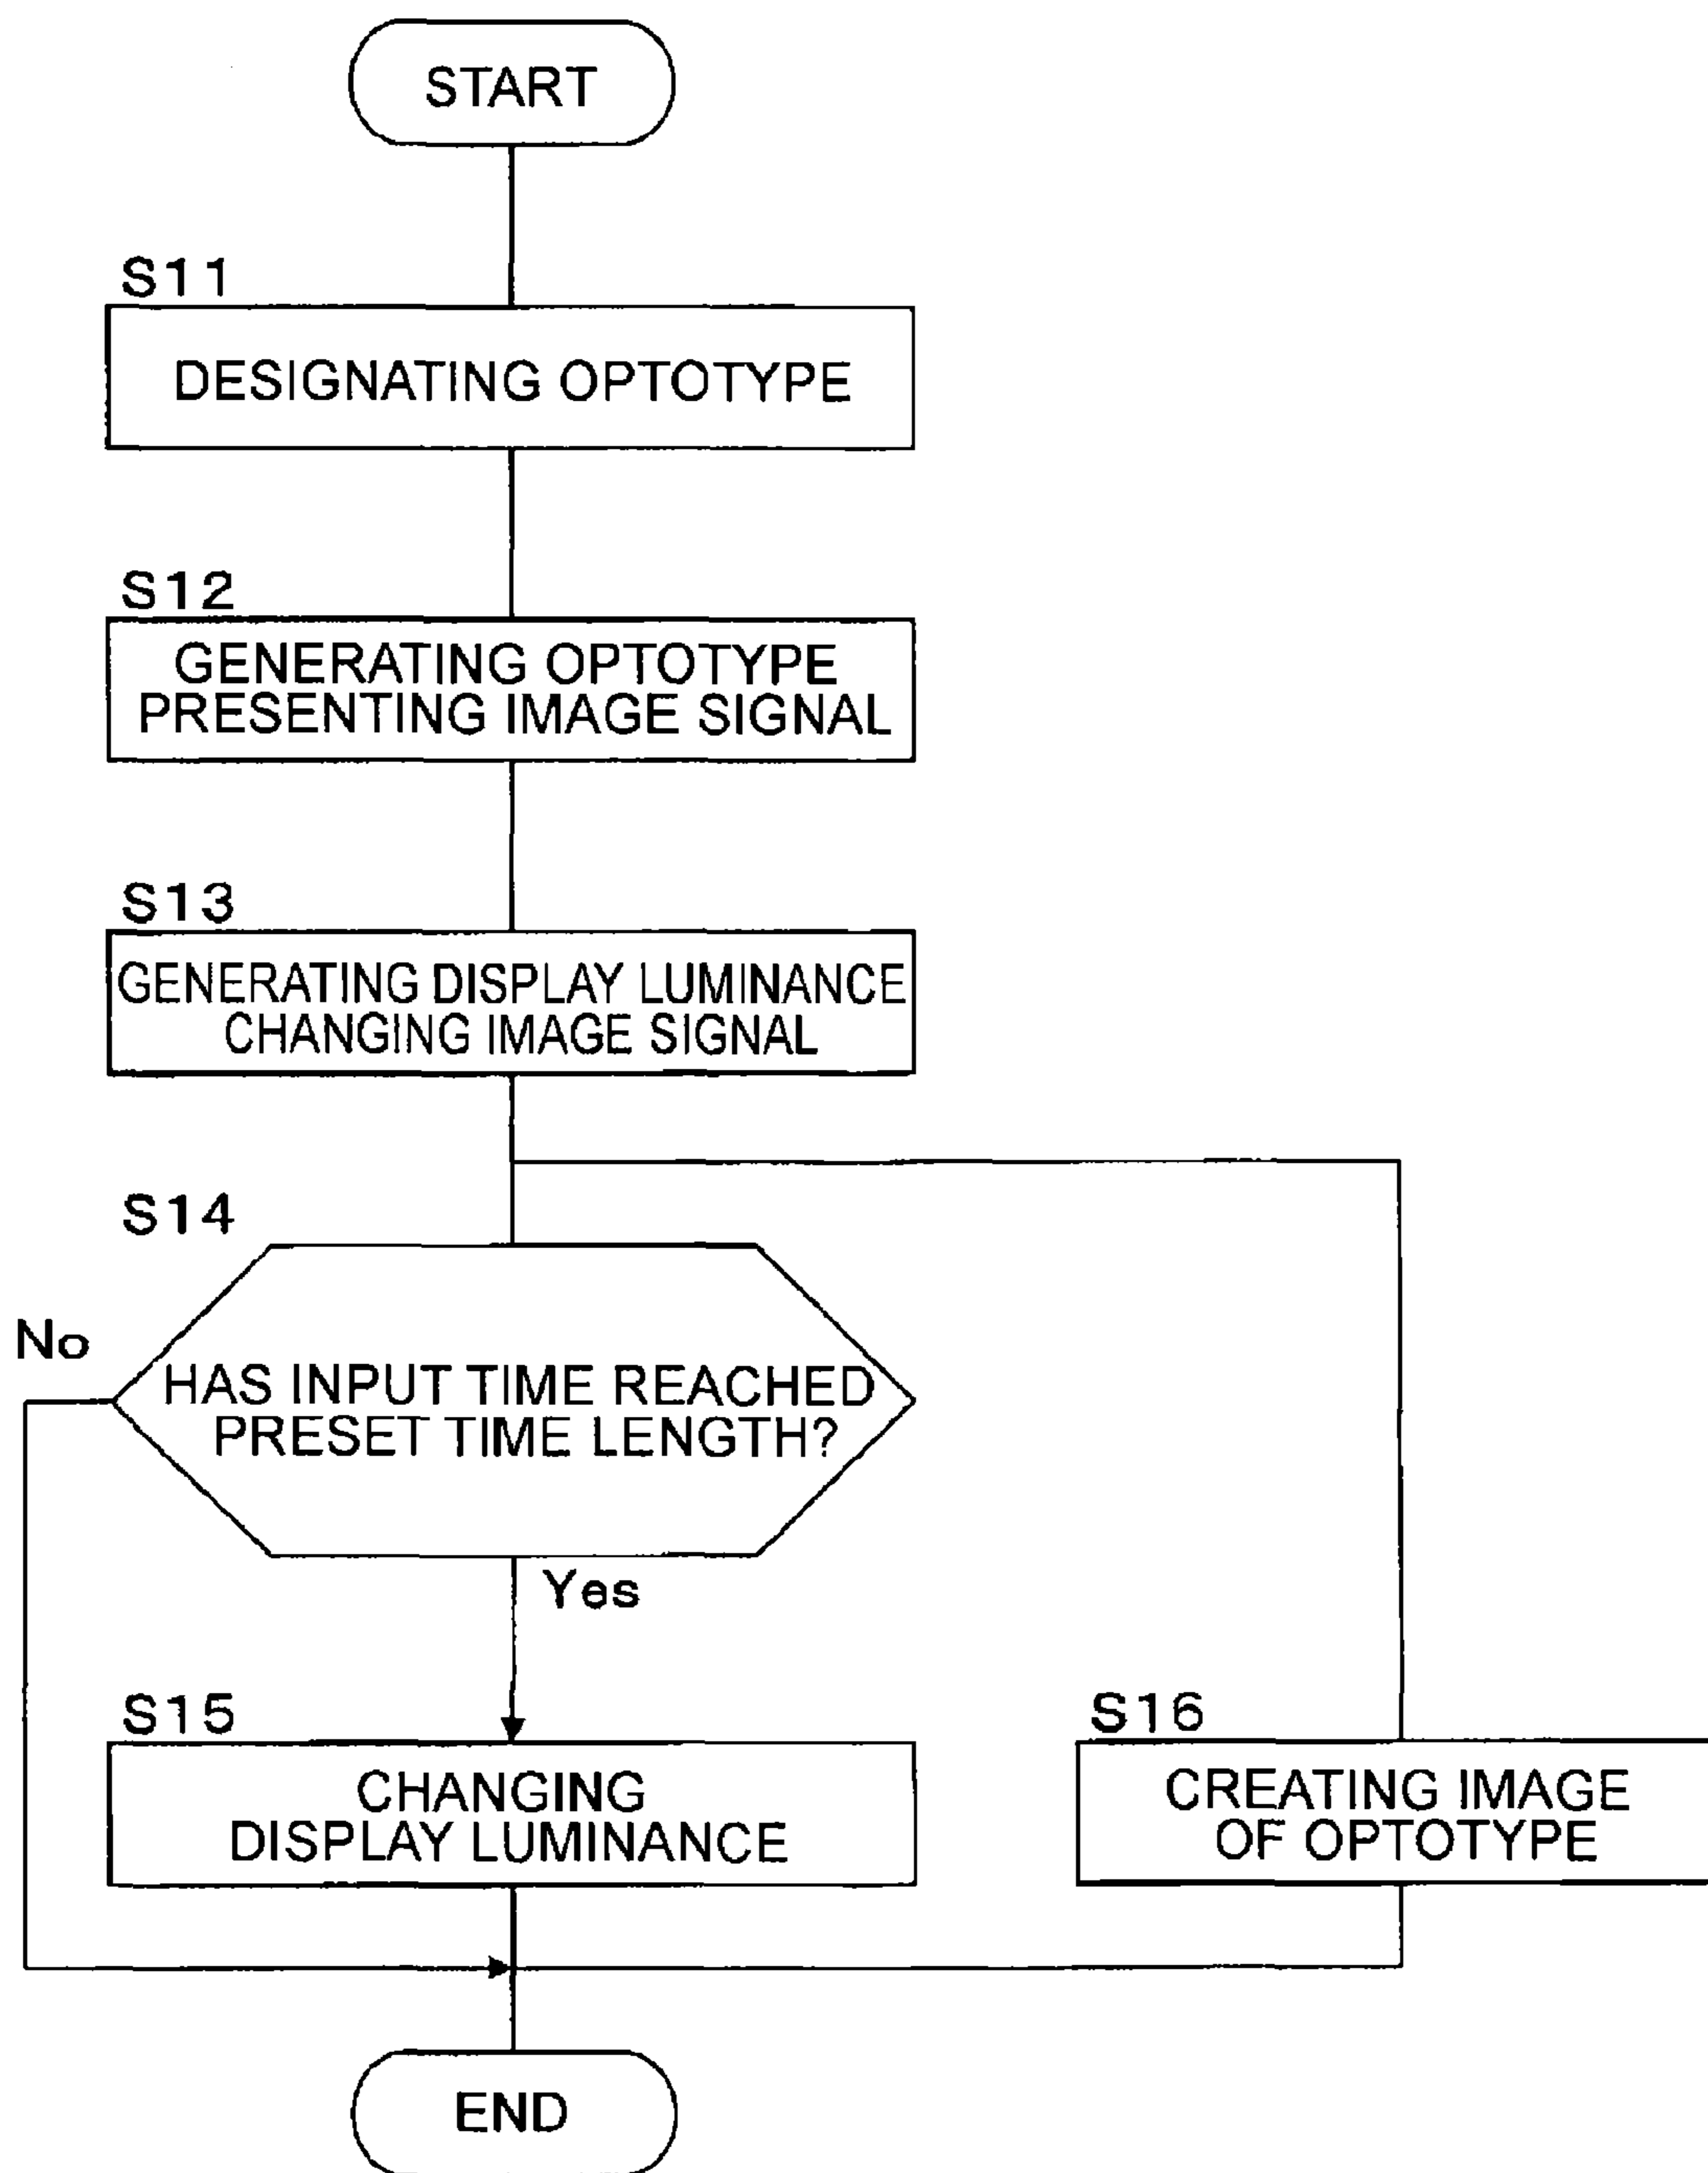 START
S11
DESIGNATING OPTOTYPE
S12
GENERATING OPTOTYPE
PRESENTING IMAGE SIGNAL
S13
GENERATING DISPLAY LUMINANCE
CHANGING IMAGE SIGNAL
S14
No
HAS INPUT TIME REACHED
PRESET TIME LENGTH?
Yes
S15
CHANGING
DISPLAY LUMINANCE
S16
CREATING IMAGE
OF OPTOTYPE
END